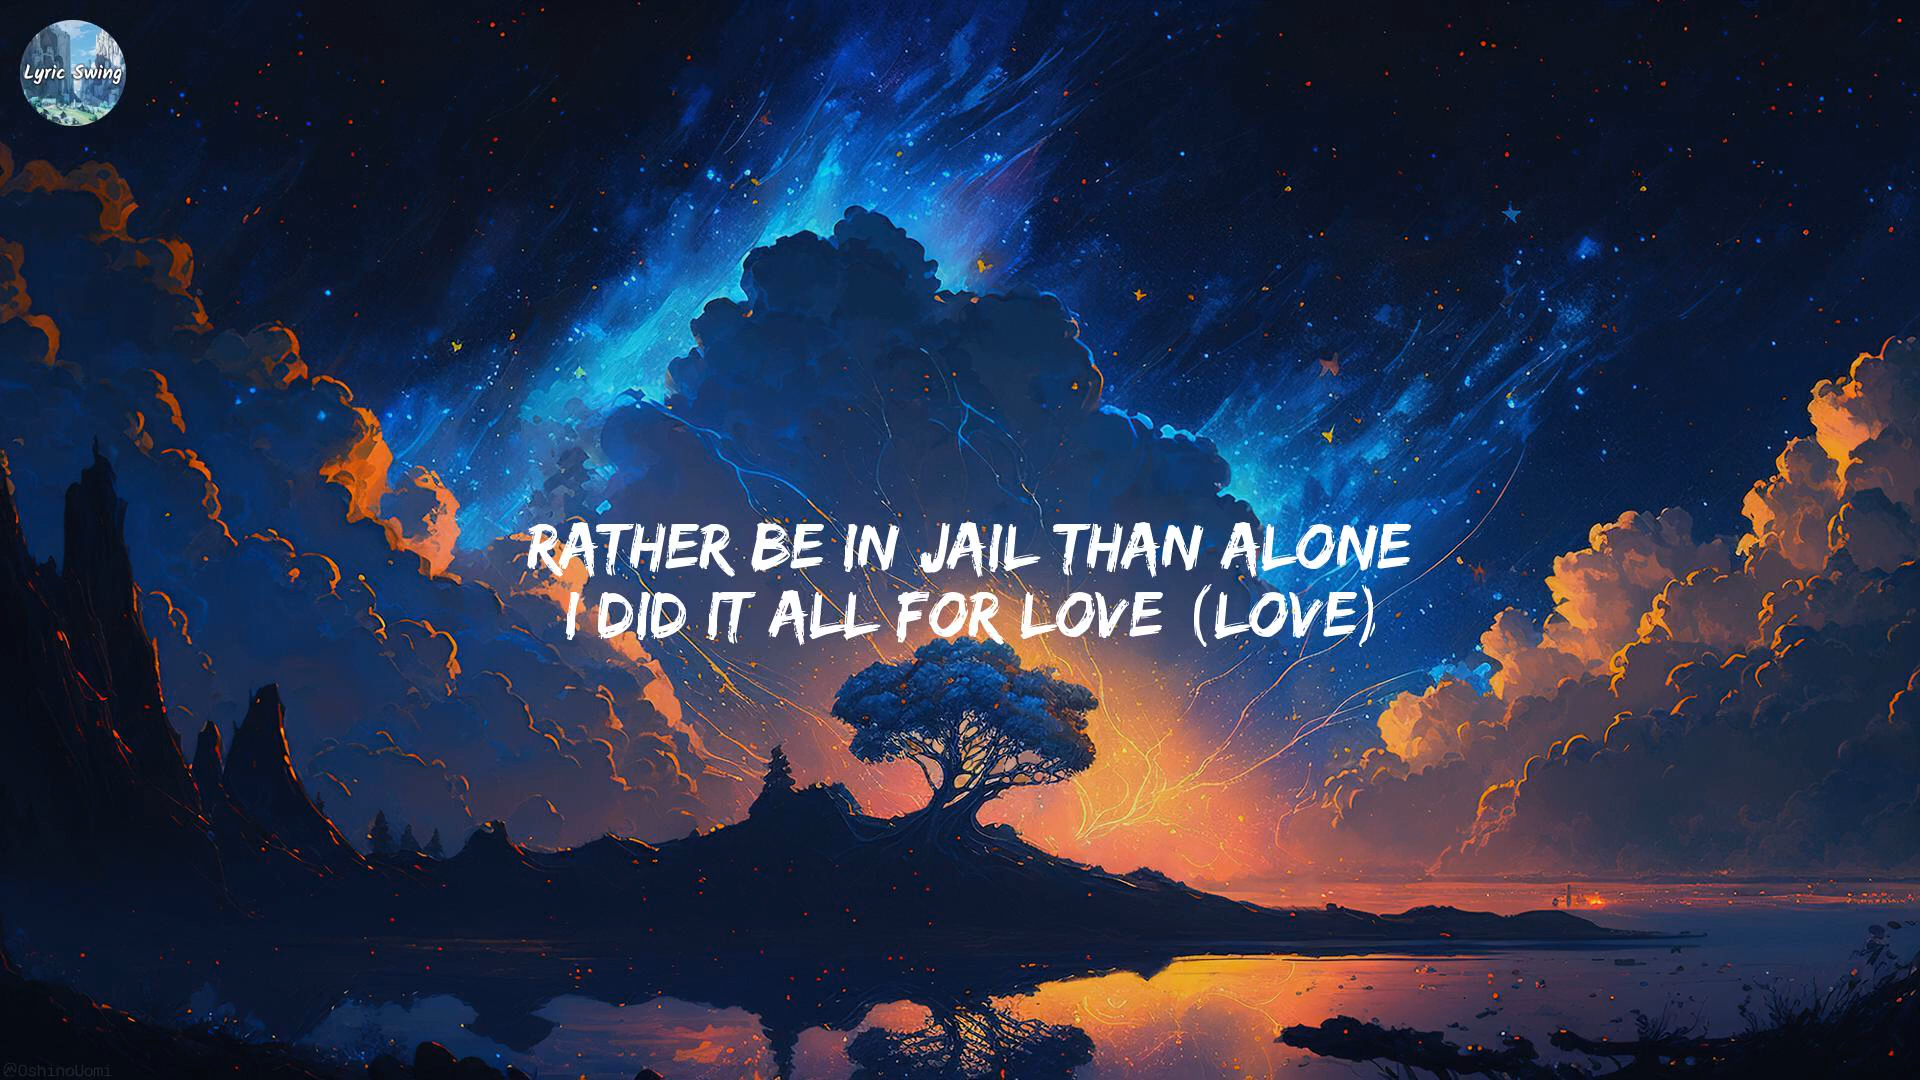 Lyric Swing
RATHER BE IN JAIL THAN ALONE
I DID IT ALL FOR LOVE (LOVE)
@OshinoUomi